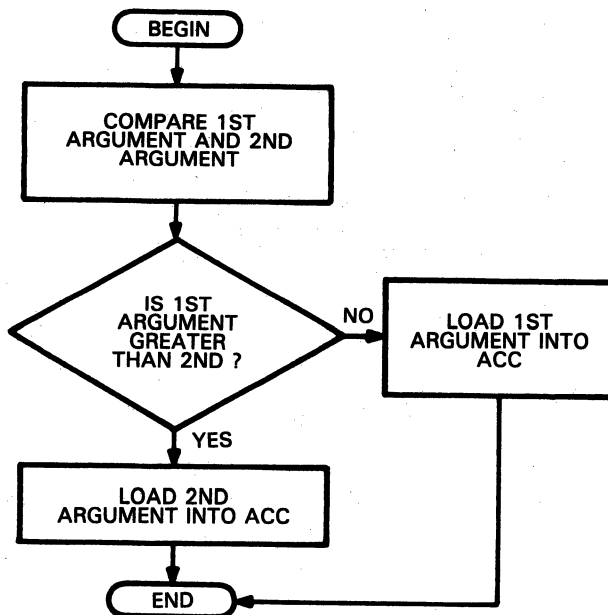 BEGIN
COMPARE 1ST
ARGUMENT AND 2ND
ARGUMENT
IS 1ST
ARGUMENT
GREATER
THAN 2ND ?
NO
LOAD 1ST
ARGUMENT INTO
ACC
YES
LOAD 2ND
ARGUMENT INTO ACC
END